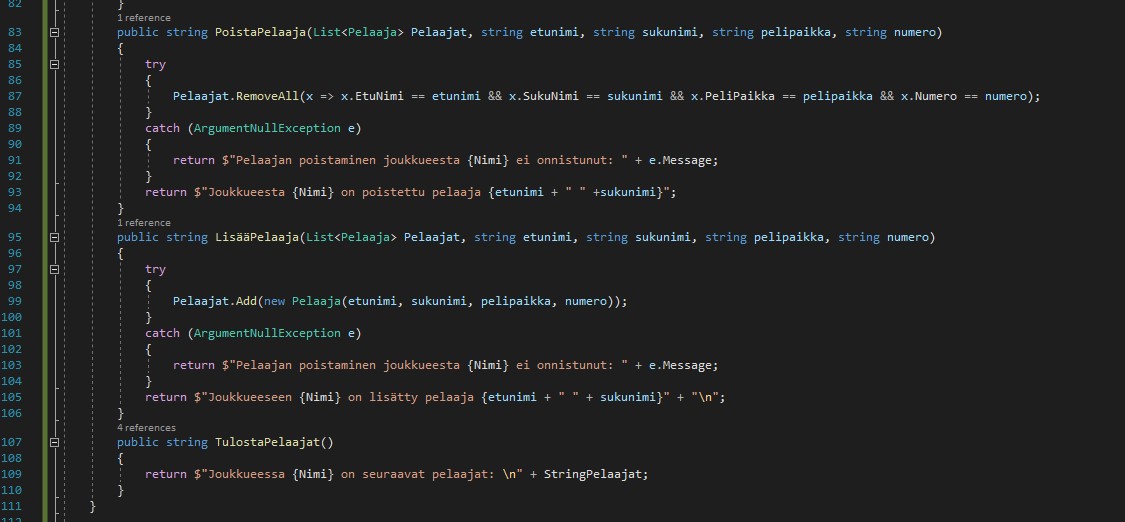 82 }
1 reference
83 public string PoistaPelaaja(List<Pelaaja> Pelaajat, string etunimi, string sukunimi, string pelipaikka, string numero)
84 {
85 try
86 {
87 Pelaajat.RemoveAll(x => x.EtuNimi == etunimi && x.SukuNimi == sukunimi && x.PeliPaikka == pelipaikka && x.Numero == numero);
88 }
89 catch (ArgumentNullException e)
90 {
91 return $"Pelaajan poistaminen joukkueesta {Nimi} ei onnistunut: " + e.Message;
92 }
93 return $"Joukkueesta {Nimi} on poistettu pelaaja {etunimi + " " +sukunimi}";
94 }
1 reference
95 public string LisääPelaaja(List<Pelaaja> Pelaajat, string etunimi, string sukunimi, string pelipaikka, string numero)
96 {
97 try
98 {
99 Pelaajat.Add(new Pelaaja(etunimi, sukunimi, pelipaikka, numero));
100 }
101 catch (ArgumentNullException e)
102 {
103 return $"Pelaajan poistaminen joukkueesta {Nimi} ei onnistunut: " + e.Message;
104 }
105 return $"Joukkueeseen {Nimi} on lisätty pelaaja {etunimi + " " + sukunimi}" + "\n";
106 }
4 references
107 public string TulostaPelaajat()
108 {
109 return $"Joukkueessa {Nimi} on seuraavat pelaajat: \n" + StringPelaajat;
110 }
111 }
112